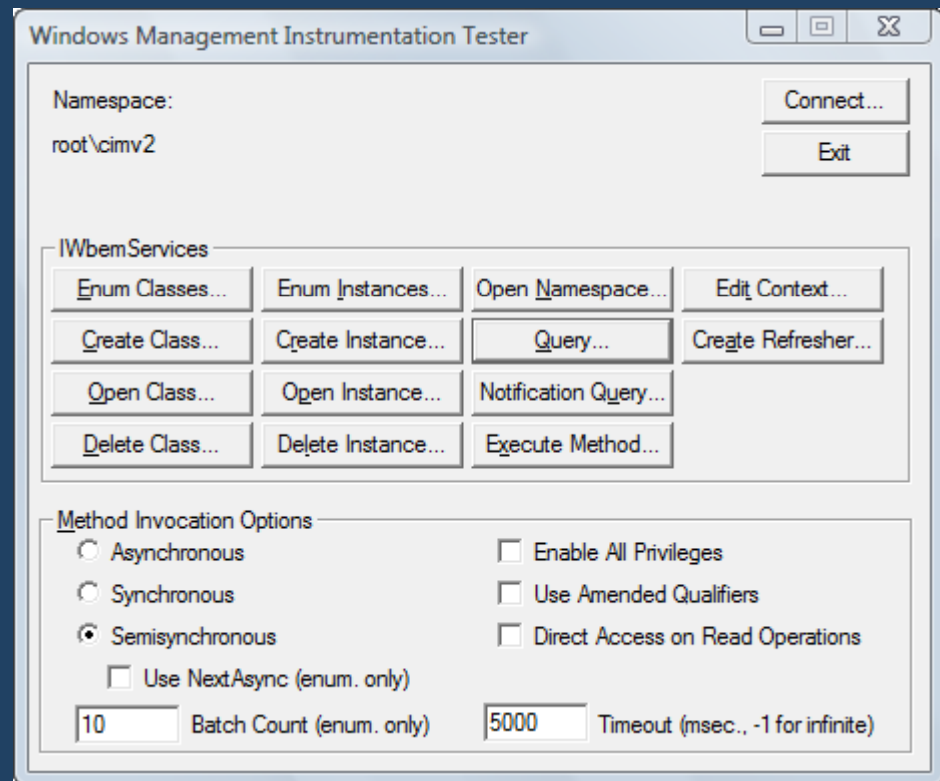 Windows Management Instrumentation Tester
Namespace:
Connect...
root\cimv2
Exit
IWbemServices
Enum Classes...
Enum Instances...
Open Namespace...
Edit Context...
Create Class...
Create Instance...
Query...
Create Refresher...
Open Class...
Open Instance...
Notification Query...
Delete Class...
Delete Instance...
Execute Method...
Method Invocation Options
Asynchronous
Enable All Privileges
Synchronous
Use Amended Qualifiers
Semisynchronous
Direct Access on Read Operations
Use NextAsync (enum. only)
10 Batch Count (enum. only)
5000 Timeout (msec., -1 for infinite)